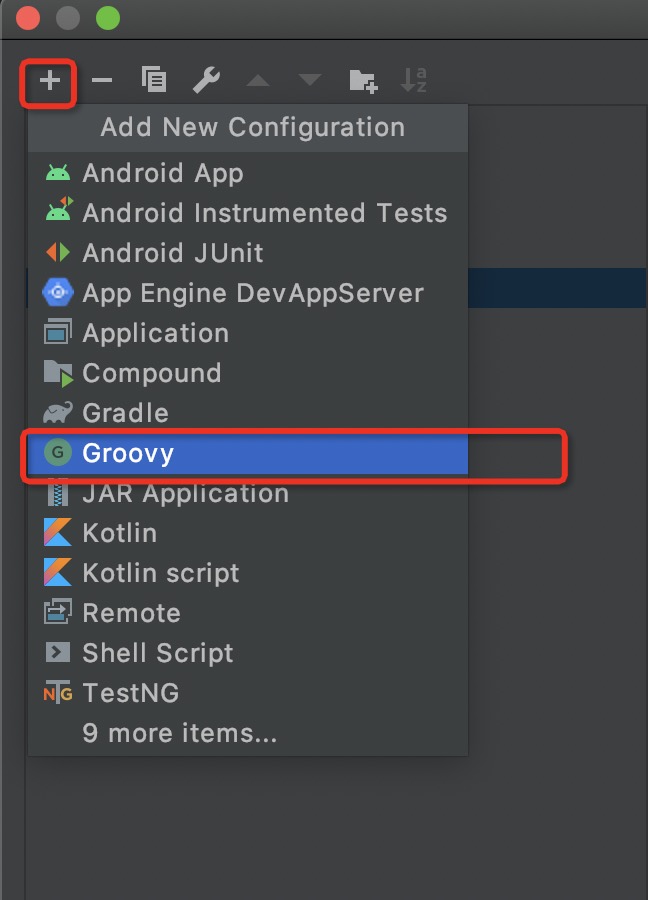 Add New Configuration
Android App
Android Instrumented Tests
Android JUnit
App Engine DevAppServer
Application
Compound
Gradle
G Groovy
JAR Application
Kotlin
Kotlin script
Remote
Shell Script
NTG TestNG
9 more items...